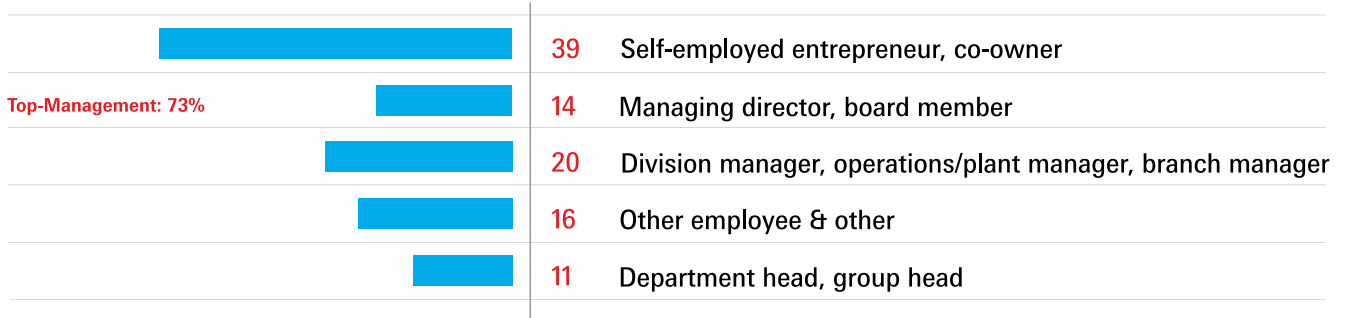 39 Self-employed entrepreneur, co-owner
Top-Management: 73% 14 Managing director, board member
20 Division manager, operations/plant manager, branch manager
16 Other employee & other
11 Department head, group head